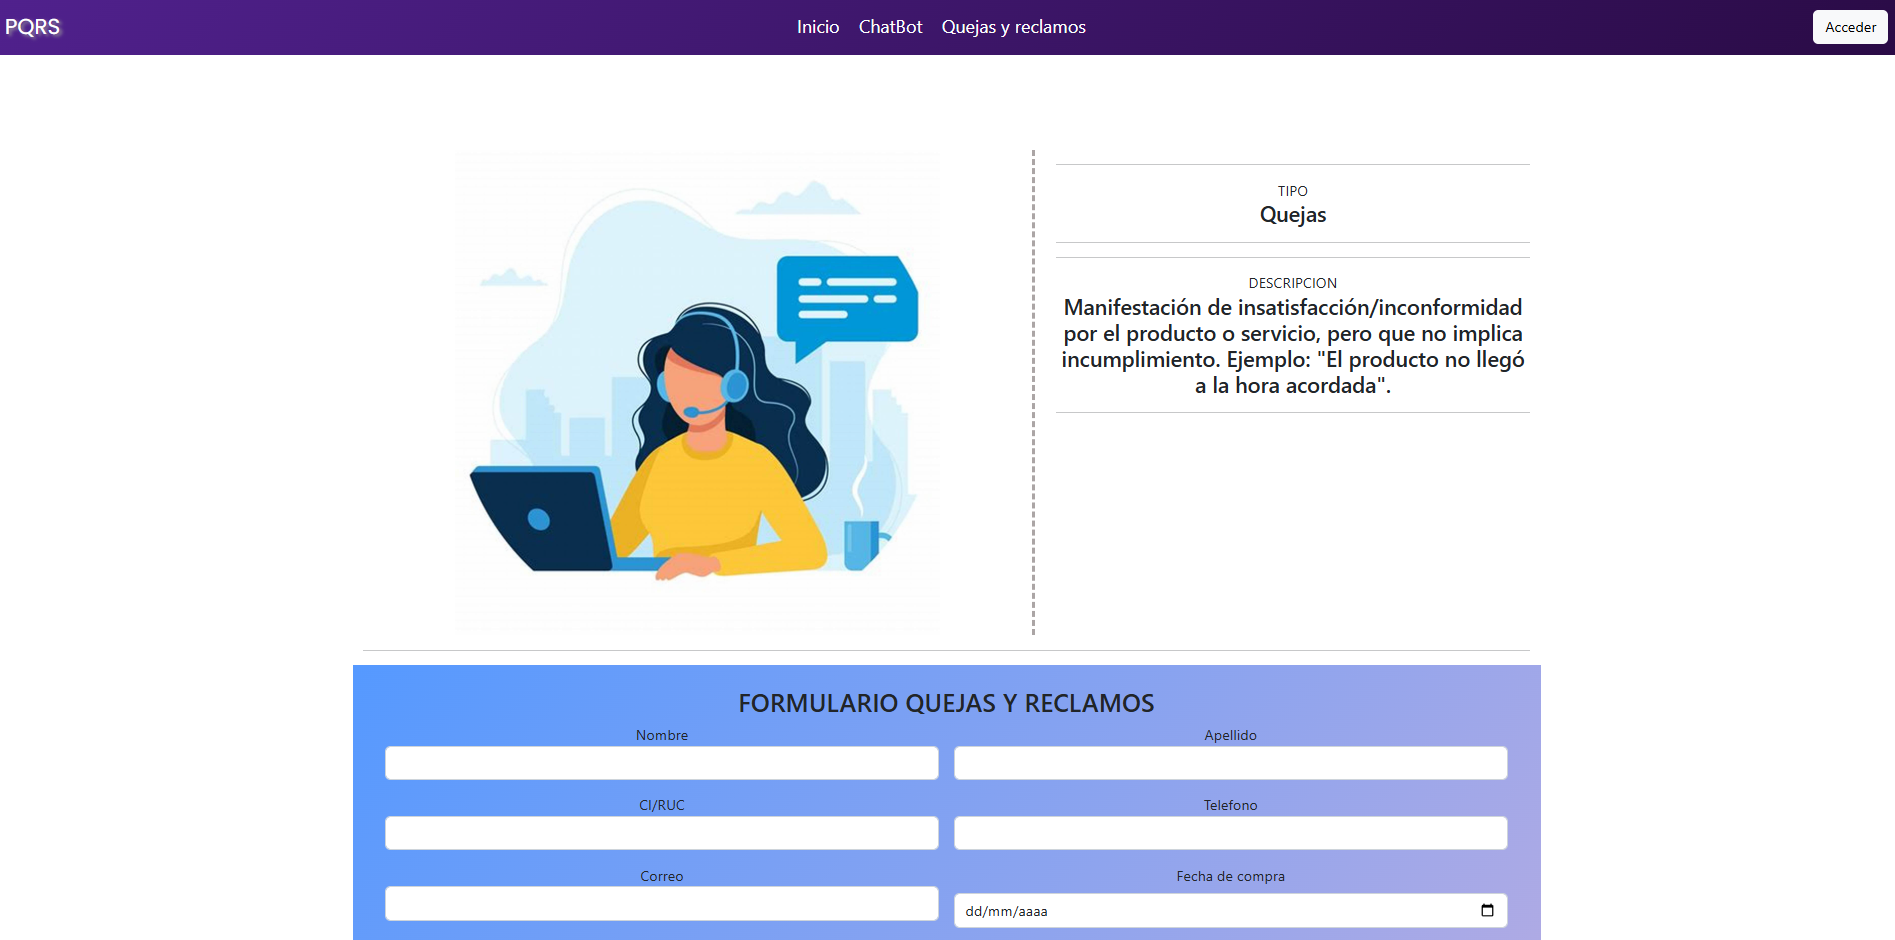 PQRS
Inicio ChatBot Quejas y reclamos
Acceder
TIPO
Quejas
DESCRIPCION
Manifestación de insatisfacción/inconformidad
por el producto o servicio, pero que no implica
incumplimiento. Ejemplo: "El producto no llegó
a la hora acordada".
FORMULARIO QUEJAS Y RECLAMOS
Nombre
Apellido
CI/RUC
Telefono
Correo
Fecha de compra
dd/mm/aaaa